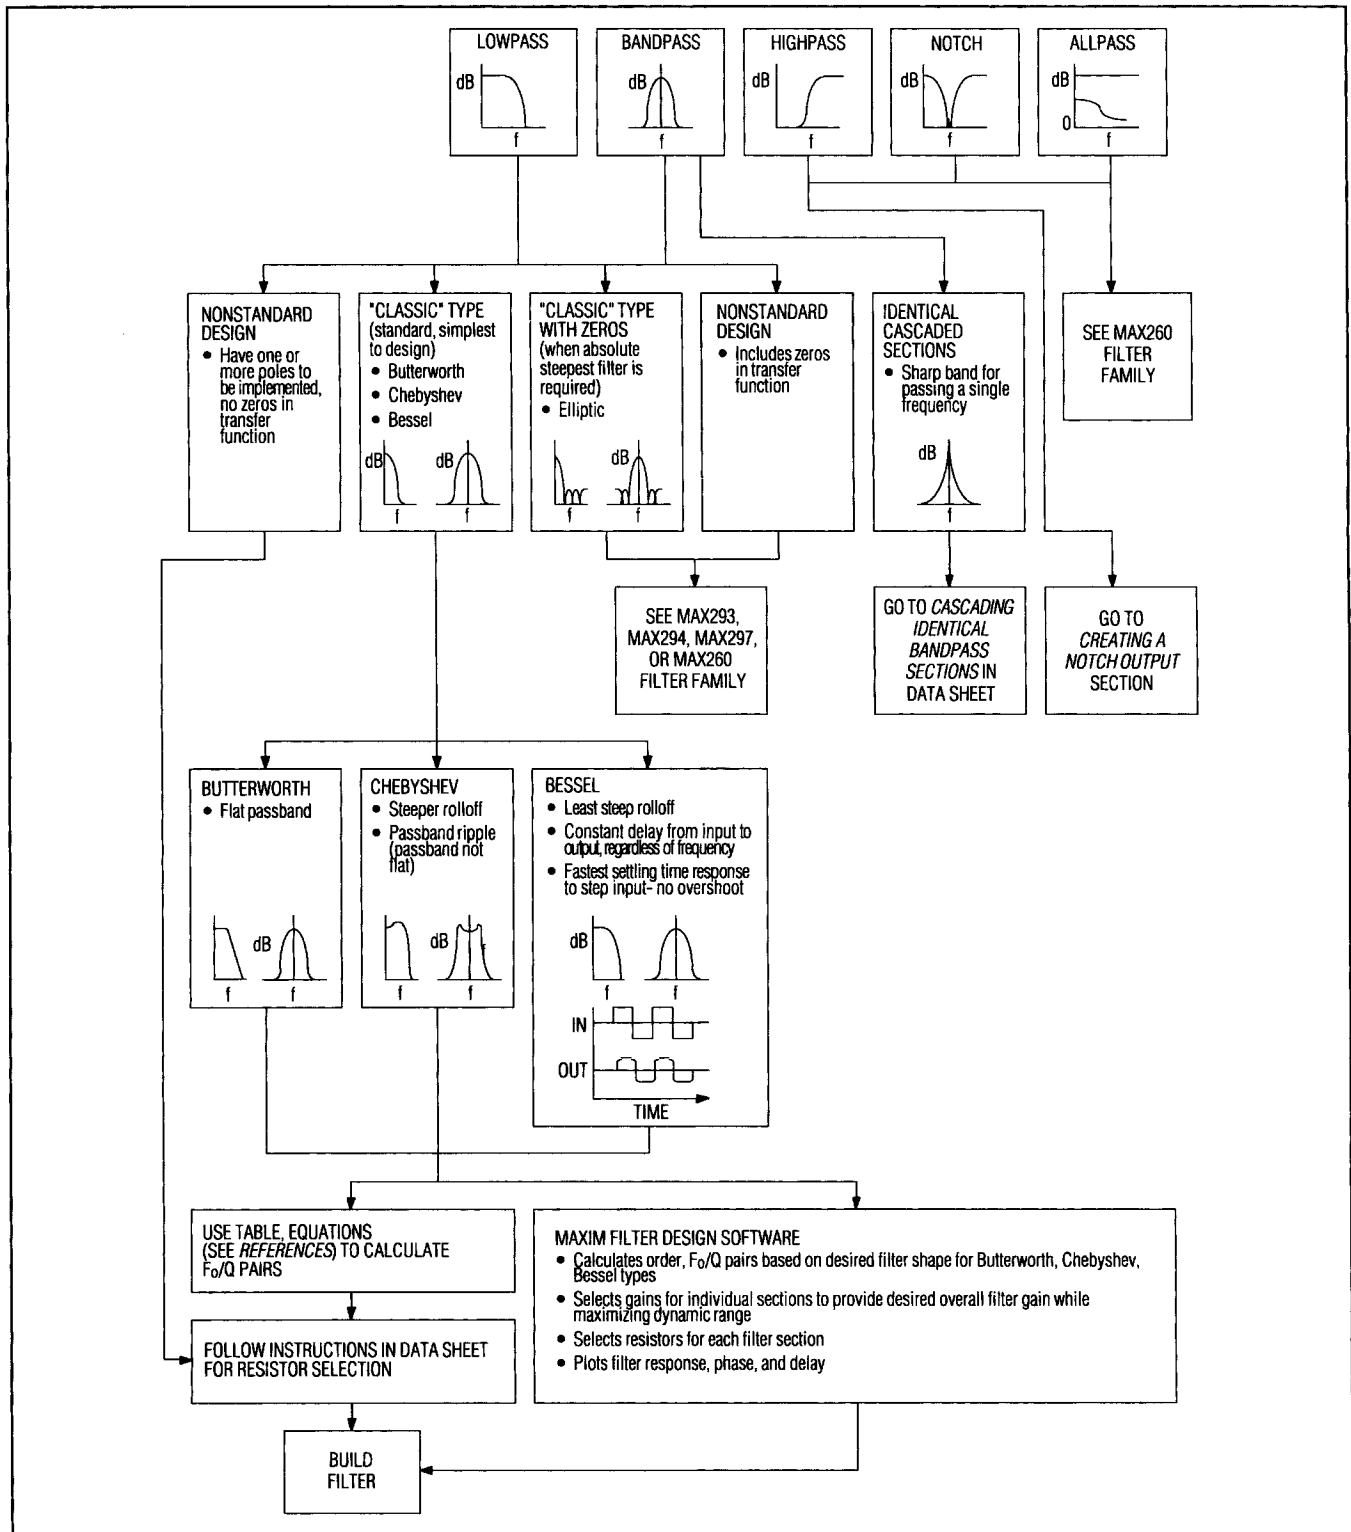 LOWPASS
dB
f
BANDPASS
dB
f
HIGHPASS
dB
f
NOTCH
dB
f
ALLPASS
dB
0
f
NONSTANDARD
DESIGN
• Have one or
more poles to
be implemented,
no zeros in
transfer
function
"CLASSIC" TYPE
(standard, simplest
to design)
• Butterworth
• Chebyshev
• Bessel
dB
f
dB
f
"CLASSIC" TYPE
WITH ZEROS
(when absolute
steepest filter is
required)
• Elliptic
f
dB
f
NONSTANDARD
DESIGN
• Includes zeros
in transfer
function
IDENTICAL
CASCADED
SECTIONS
• Sharp band for
passing a single
frequency
dB
f
SEE MAX260
FILTER
FAMILY
SEE MAX293,
MAX294, MAX297,
OR MAX260
FILTER FAMILY
GO TO CASCADING
IDENTICAL
BANDPASS
SECTIONS IN
DATA SHEET
GO TO
CREATING A
NOTCH OUTPUT
SECTION
BUTTERWORTH
• Flat passband
f
dB
f
CHEBYSHEV
• Steeper rolloff
• Passband ripple
(passband not
flat)
f
dB
f
BESSEL
• Least steep rolloff
• Constant delay from input to
output, regardless of frequency
• Fastest settling time response
to step input- no overshoot
dB
f
f
IN
OUT
TIME
USE TABLE, EQUATIONS
(SEE REFERENCES) TO CALCULATE
Fo/Q PAIRS
FOLLOW INSTRUCTIONS IN DATA SHEET
FOR RESISTOR SELECTION
MAXIM FILTER DESIGN SOFTWARE
• Calculates order, Fo/Q pairs based on desired filter shape for Butterworth, Chebyshev,
Bessel types
• Selects gains for individual sections to provide desired overall filter gain while
maximizing dynamic range
• Selects resistors for each filter section
• Plots filter response, phase, and delay
BUILD
FILTER